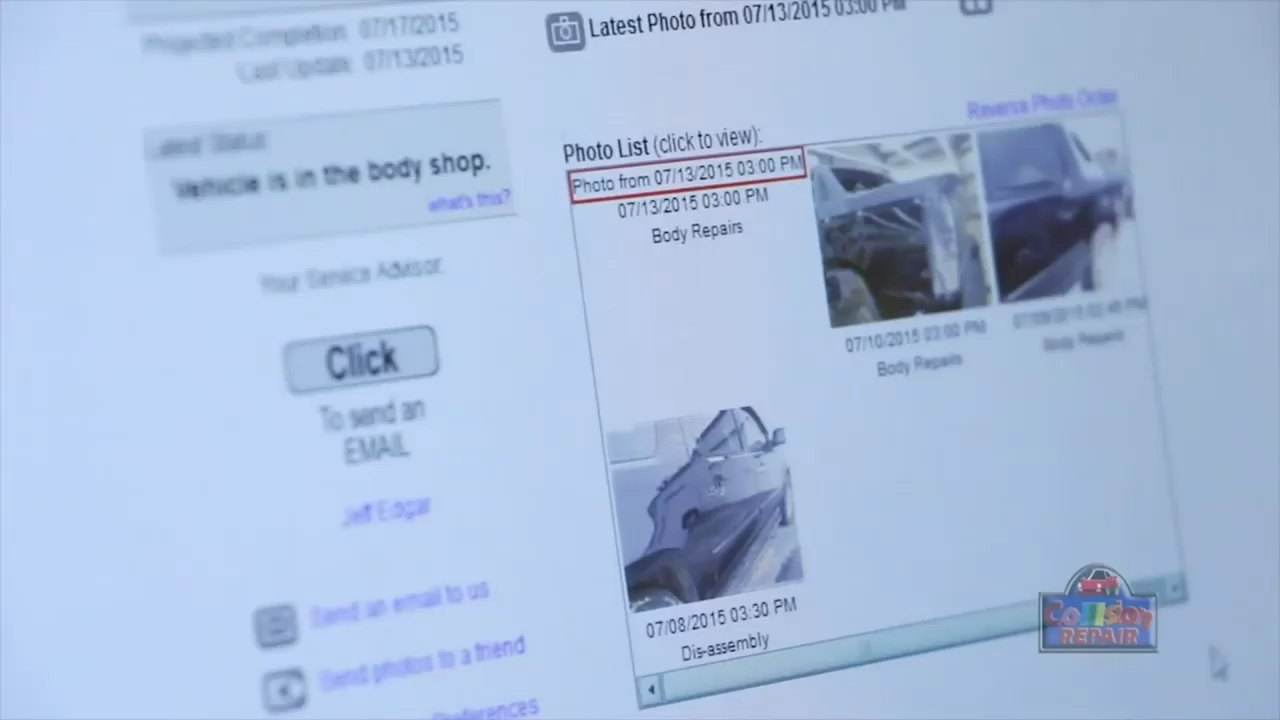 Projected Completion: 07/17/2015
Last Update: 07/13/2015
Latest Status
Vehicle is in the body shop.
what's this?
Your Service Advisor:
Click
To send an
EMAIL
Jeff Edgar
Send an email to us
Send photos to a friend
Preferences
Latest Photo from 07/13/2015 03:00 PM
Reverse Photo Order
Photo List (click to view):
Photo from 07/13/2015 03:00 PM
07/13/2015 03:00 PM
Body Repairs
07/10/2015 03:00 PM
Body Repairs
Body Repairs
07/08/2015 03:30 PM
Dis-assembly
Collision
REPAIR